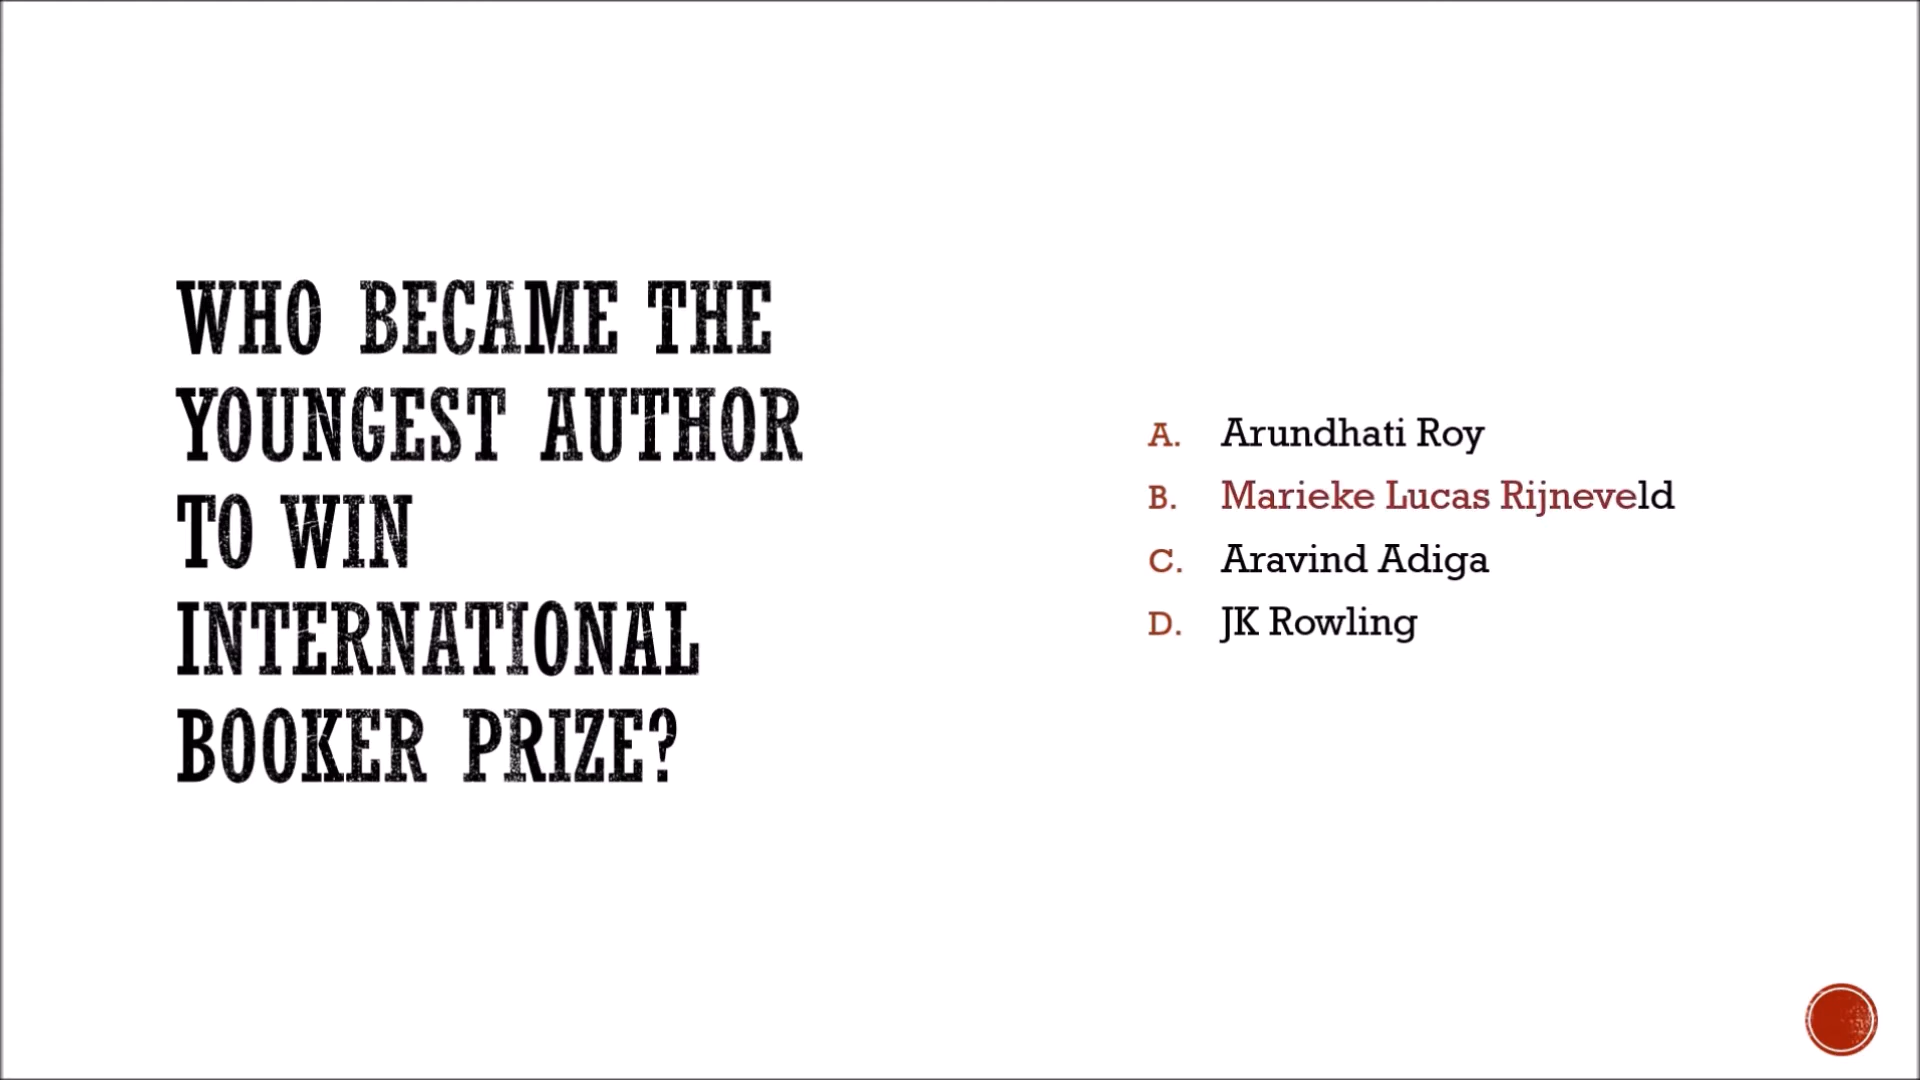 WHO BECAME THE
YOUNGEST AUTHOR
TO WIN
INTERNATIONAL
BOOKER PRIZE?
A. Arundhati Roy
B. Marieke Lucas Rijneveld
C. Aravind Adiga
D. JK Rowling